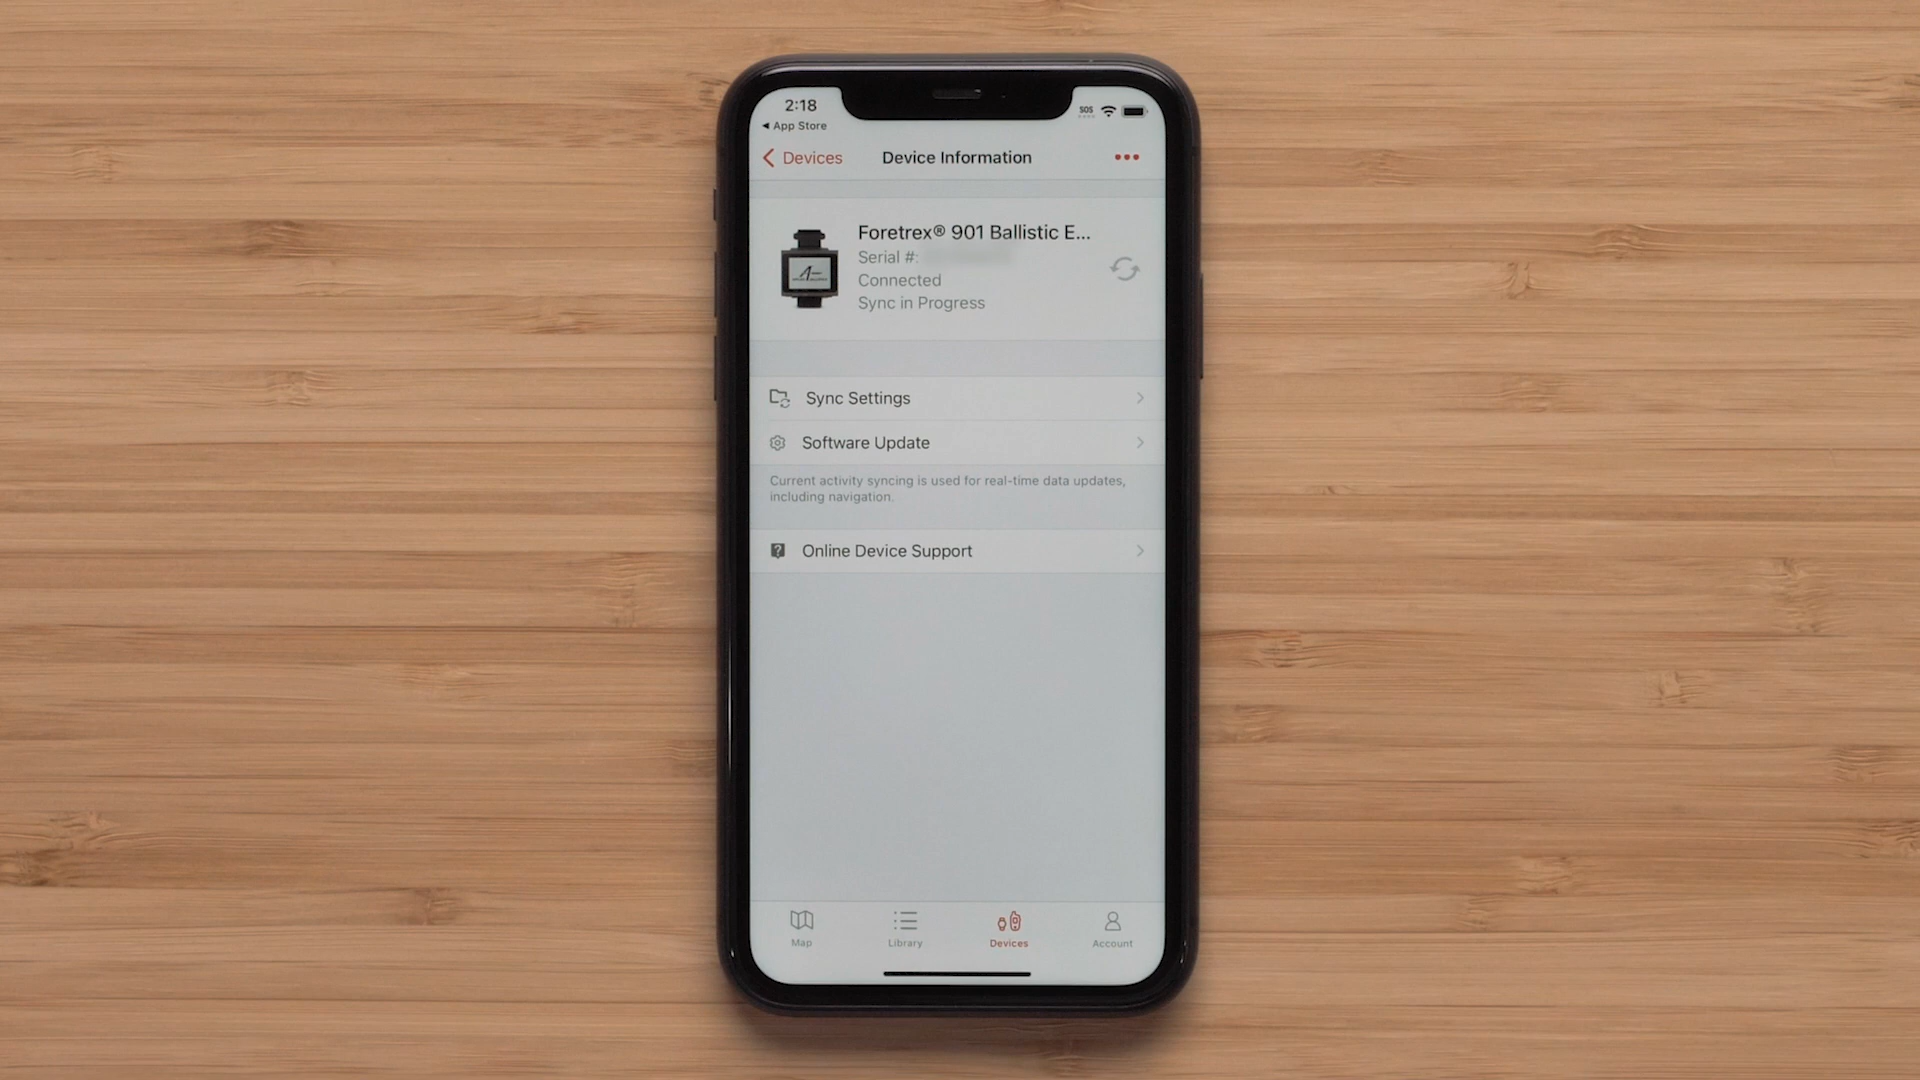 2:18
SOS
App Store
Devices
Device Information
Foretrex® 901 Ballistic E...
Serial #:
Connected
Sync in Progress
Sync Settings
Software Update
Current activity syncing is used for real-time data updates,
including navigation.
Online Device Support
Map
Library
Devices
Account